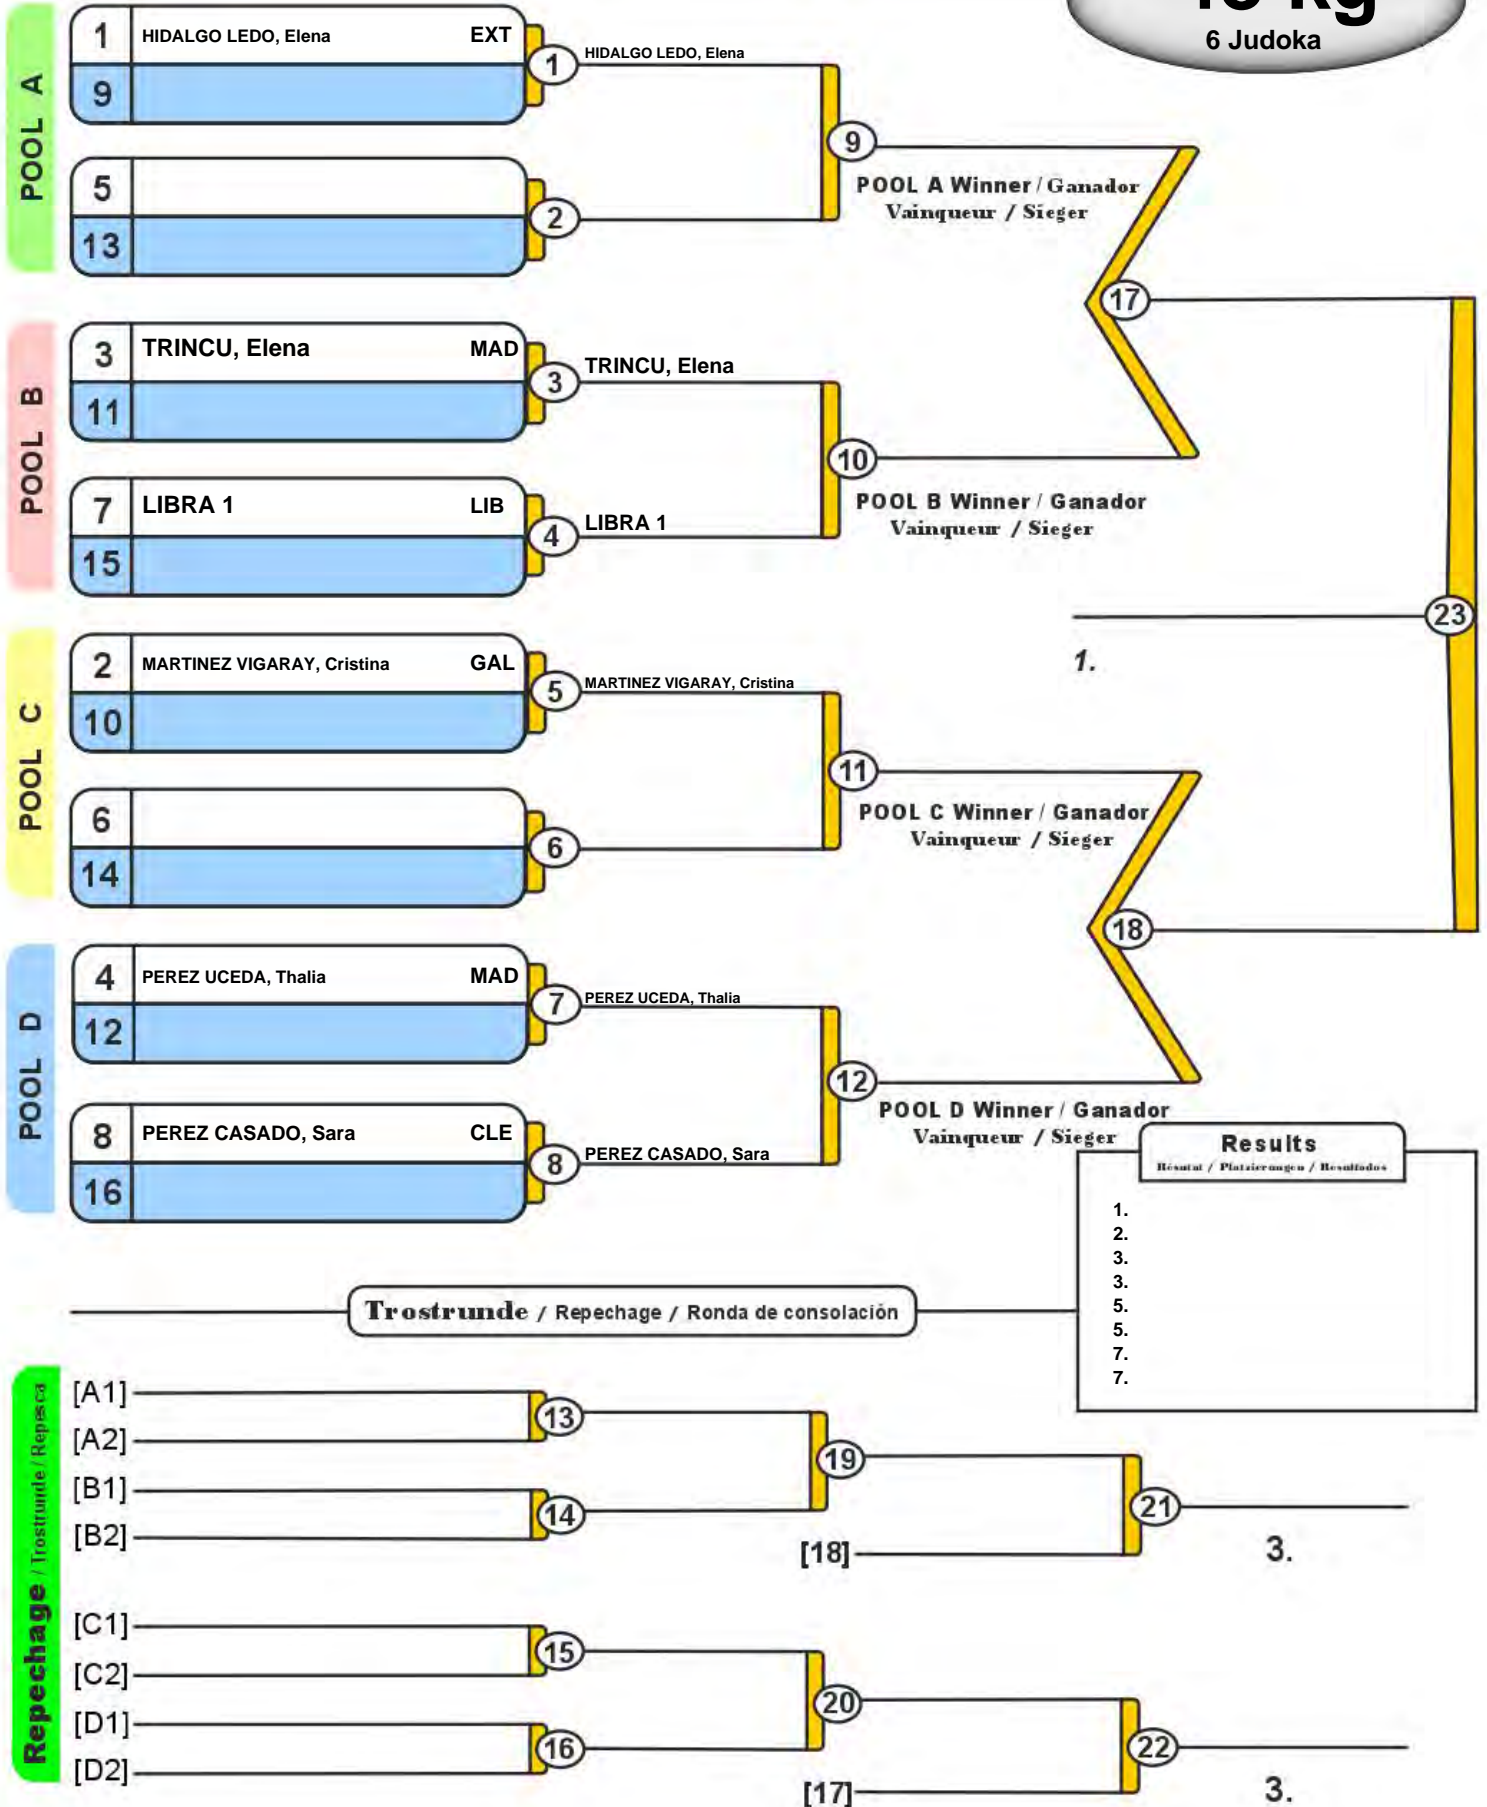 6 Judoka
POOL A
1 HIDALGO LEDO, Elena EXT
9
1 HIDALGO LEDO, Elena
5
13
2
9
POOL A Winner / Ganador
Vainqueur / Sieger
17
POOL B
3 TRINCU, Elena MAD
11
3 TRINCU, Elena
7 LIBRA 1 LIB
15
4 LIBRA 1
10
POOL B Winner / Ganador
Vainqueur / Sieger
23
1.
POOL C
2 MARTINEZ VIGARAY, Cristina GAL
10
5 MARTINEZ VIGARAY, Cristina
6
14
6
11
POOL C Winner / Ganador
Vainqueur / Sieger
18
POOL D
4 PEREZ UCEDA, Thalia MAD
12
7 PEREZ UCEDA, Thalia
8 PEREZ CASADO, Sara CLE
16
8 PEREZ CASADO, Sara
12
POOL D Winner / Ganador
Vainqueur / Sieger
Results
Résutat / Platzierungen / Resultados
1.
2.
3.
3.
5.
5.
7.
7.
Trostrunde / Repechage / Ronda de consolación
Repechage / Trostrunde / Repesca
[A1]
[A2]
13
[B1]
[B2]
14
19
[18]
21
3.
[C1]
[C2]
15
[D1]
[D2]
16
20
[17]
22
3.